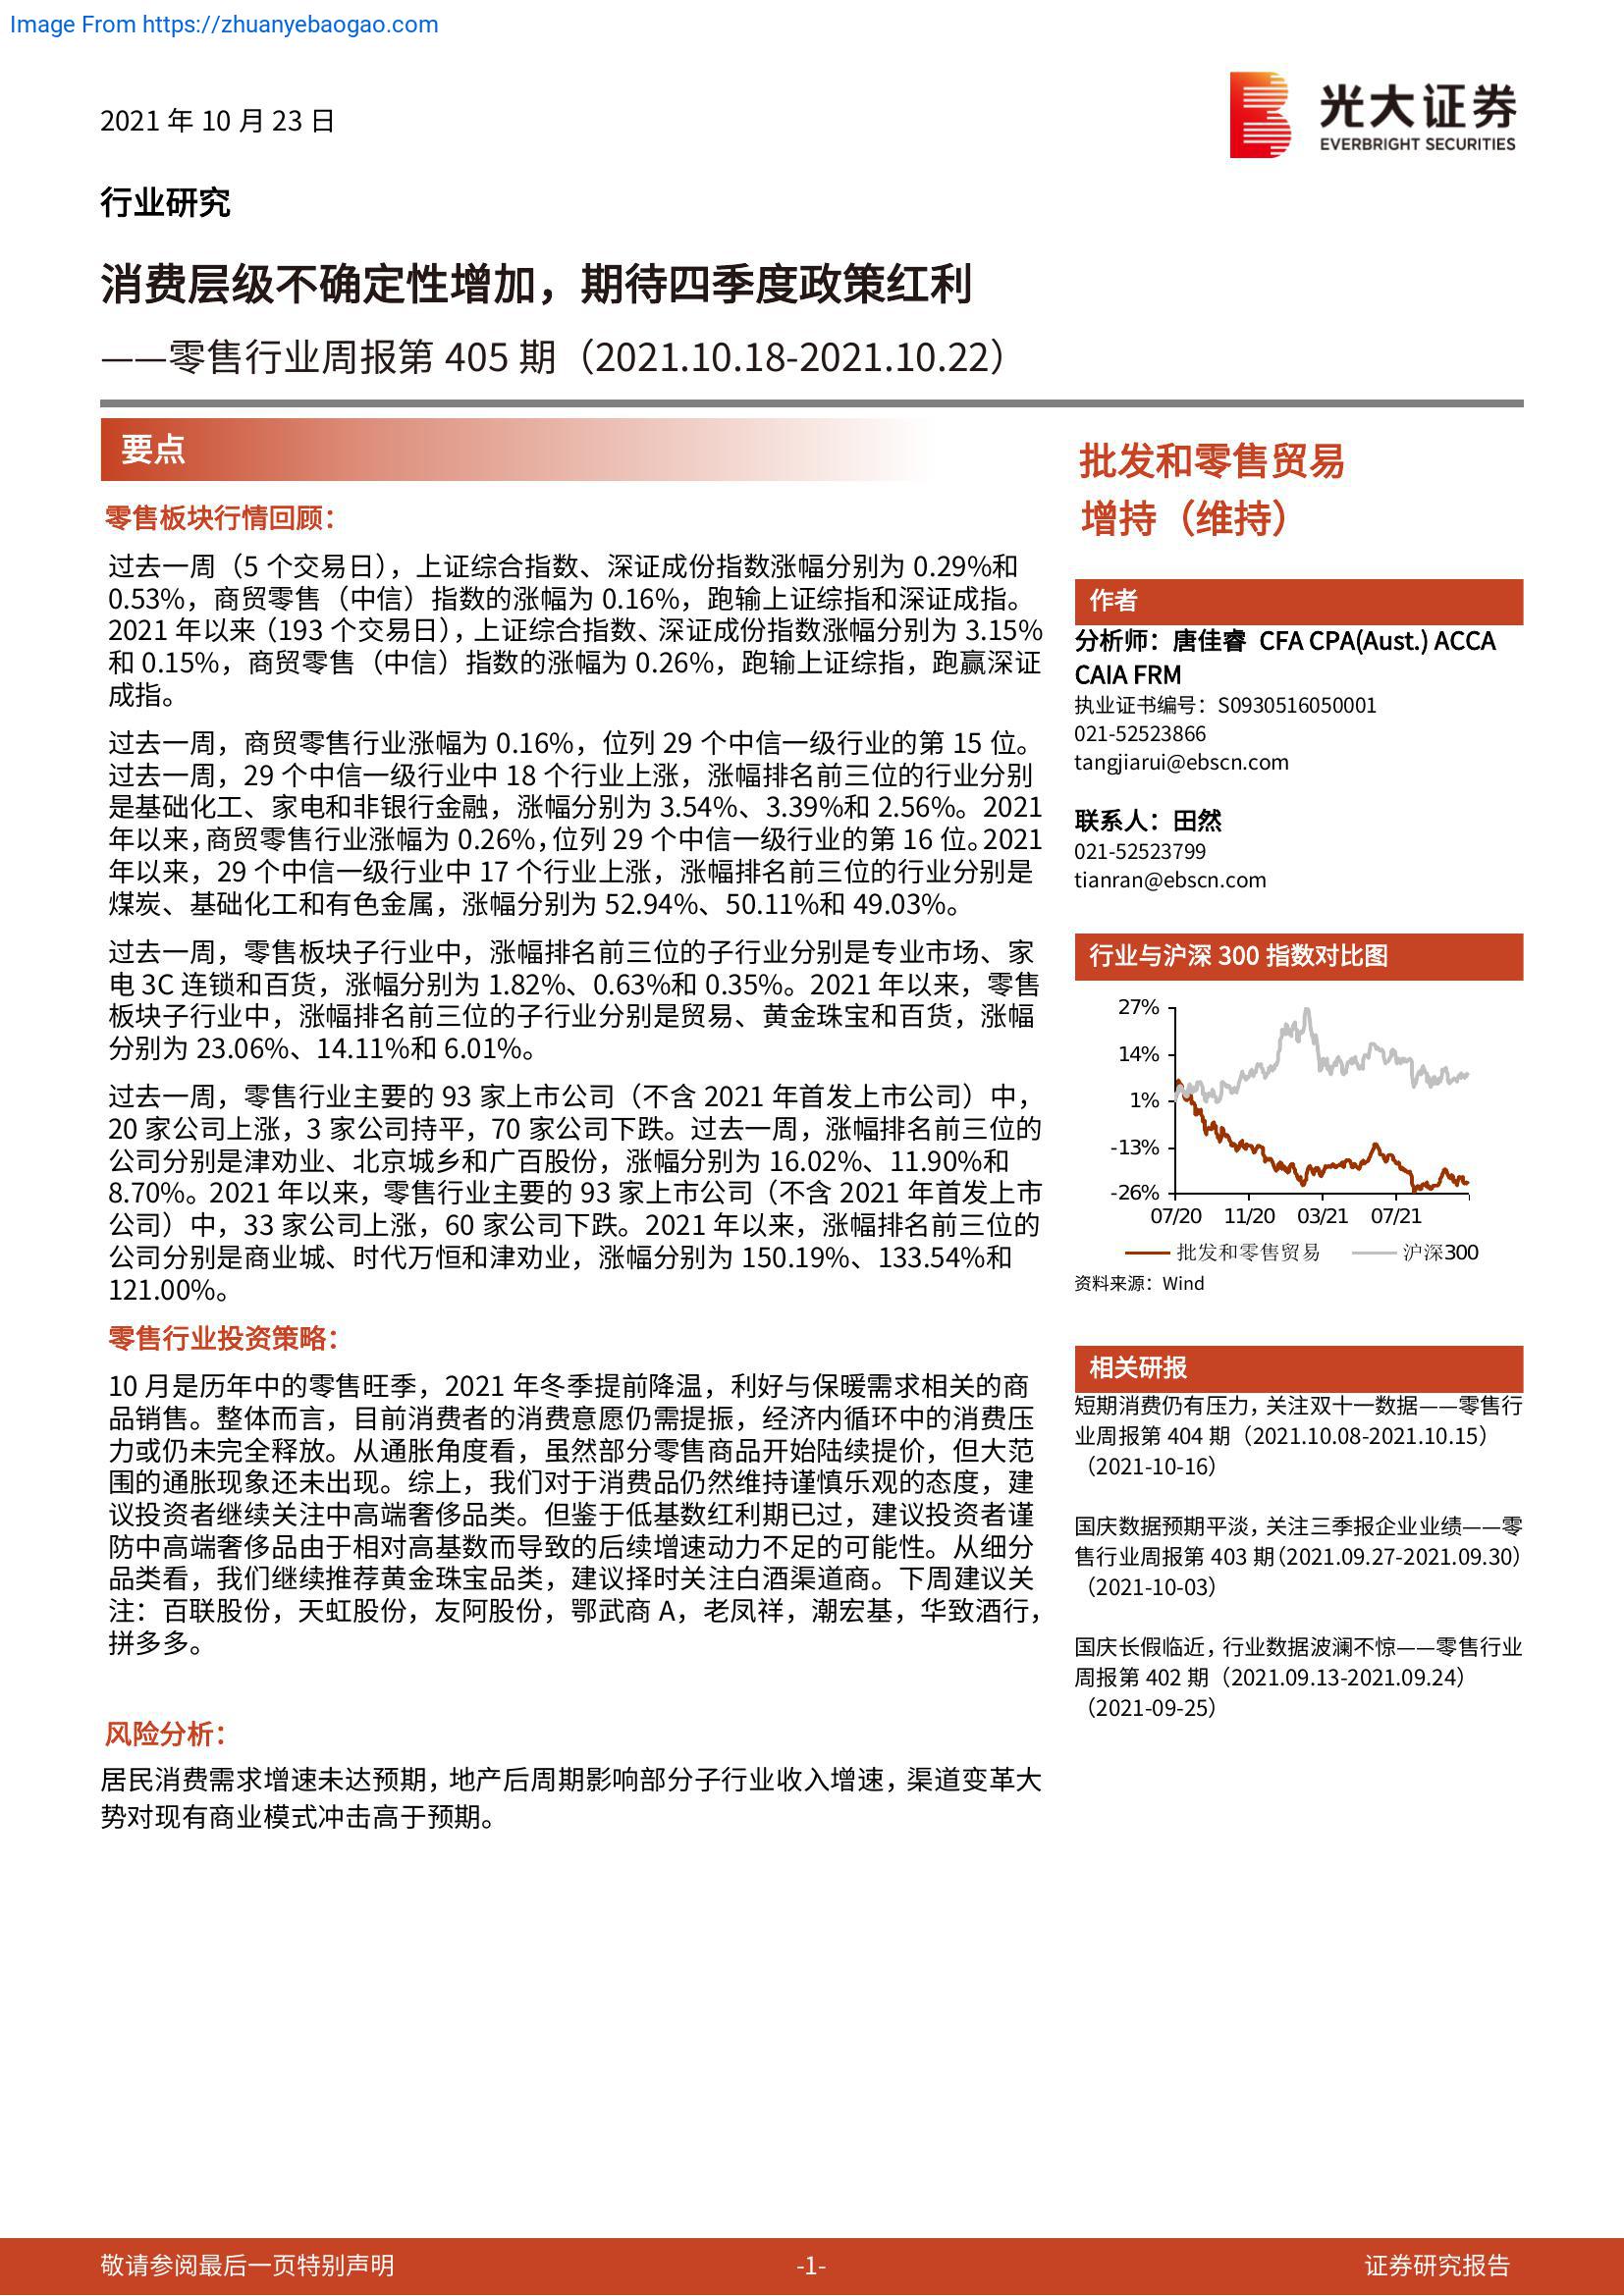 Image From https://zhuanyebaogao.com
2021 年 10 月 23 日
光大证券
EVERBRIGHT SECURITIES
行业研究
消费层级不确定性增加，期待四季度政策红利
——零售行业周报第 405 期（2021.10.18-2021.10.22）
要点
零售板块行情回顾：
过去一周（5 个交易日），上证综合指数、深证成份指数涨幅分别为 0.29%和
0.53%，商贸零售（中信）指数的涨幅为 0.16%，跑输上证综指和深证成指。
2021 年以来（193 个交易日），上证综合指数、深证成份指数涨幅分别为 3.15%
和 0.15%，商贸零售（中信）指数的涨幅为 0.26%，跑输上证综指，跑赢深证
成指。
过去一周，商贸零售行业涨幅为 0.16%，位列 29 个中信一级行业的第 15 位。
过去一周，29 个中信一级行业中 18 个行业上涨，涨幅排名前三位的行业分别
是基础化工、家电和非银行金融，涨幅分别为 3.54%、3.39%和 2.56%。2021
年以来，商贸零售行业涨幅为 0.26%，位列 29 个中信一级行业的第 16 位。2021
年以来，29 个中信一级行业中 17 个行业上涨，涨幅排名前三位的行业分别是
煤炭、基础化工和有色金属，涨幅分别为 52.94%、50.11%和 49.03%。
过去一周，零售板块子行业中，涨幅排名前三位的子行业分别是专业市场、家
电 3C 连锁和百货，涨幅分别为 1.82%、0.63%和 0.35%。2021 年以来，零售
板块子行业中，涨幅排名前三位的子行业分别是贸易、黄金珠宝和百货，涨幅
分别为 23.06%、14.11%和 6.01%。
过去一周，零售行业主要的 93 家上市公司（不含 2021 年首发上市公司）中，
20 家公司上涨，3 家公司持平，70 家公司下跌。过去一周，涨幅排名前三位的
公司分别是津劝业、北京城乡和广百股份，涨幅分别为 16.02%、11.90%和
8.70%。2021 年以来，零售行业主要的 93 家上市公司（不含 2021 年首发上市
公司）中，33 家公司上涨，60 家公司下跌。2021 年以来，涨幅排名前三位的
公司分别是商业城、时代万恒和津劝业，涨幅分别为 150.19%、133.54%和
121.00%。
零售行业投资策略：
10 月是历年中的零售旺季，2021 年冬季提前降温，利好与保暖需求相关的商
品销售。整体而言，目前消费者的消费意愿仍需提振，经济内循环中的消费压
力或仍未完全释放。从通胀角度看，虽然部分零售商品开始陆续提价，但大范
围的通胀现象还未出现。综上，我们对于消费品仍然维持谨慎乐观的态度，建
议投资者继续关注中高端奢侈品类。但鉴于低基数红利期已过，建议投资者谨
防中高端奢侈品由于相对高基数而导致的后续增速动力不足的可能性。从细分
品类看，我们继续推荐黄金珠宝品类，建议择时关注白酒渠道商。下周建议关
注：百联股份，天虹股份，友阿股份，鄂武商 A，老凤祥，潮宏基，华致酒行，
拼多多。
风险分析：
居民消费需求增速未达预期，地产后周期影响部分子行业收入增速，渠道变革大
势对现有商业模式冲击高于预期。
批发和零售贸易
增持（维持）
作者
分析师：唐佳睿 CFA CPA(Aust.) ACCA
CAIA FRM
执业证书编号：S0930516050001
021-52523866
tangjiarui@ebscn.com
联系人：田然
021-52523799
tianran@ebscn.com
行业与沪深 300 指数对比图
27%
14%
1%
-13%
-26%
07/20 11/20 03/21 07/21
批发和零售贸易 沪深300
资料来源：Wind
相关研报
短期消费仍有压力，关注双十一数据——零售行
业周报第 404 期（2021.10.08-2021.10.15）
（2021-10-16）
国庆数据预期平淡，关注三季报企业业绩——零
售行业周报第 403 期（2021.09.27-2021.09.30）
（2021-10-03）
国庆长假临近，行业数据波澜不惊——零售行业
周报第 402 期（2021.09.13-2021.09.24）
（2021-09-25）
敬请参阅最后一页特别声明 -1- 证券研究报告